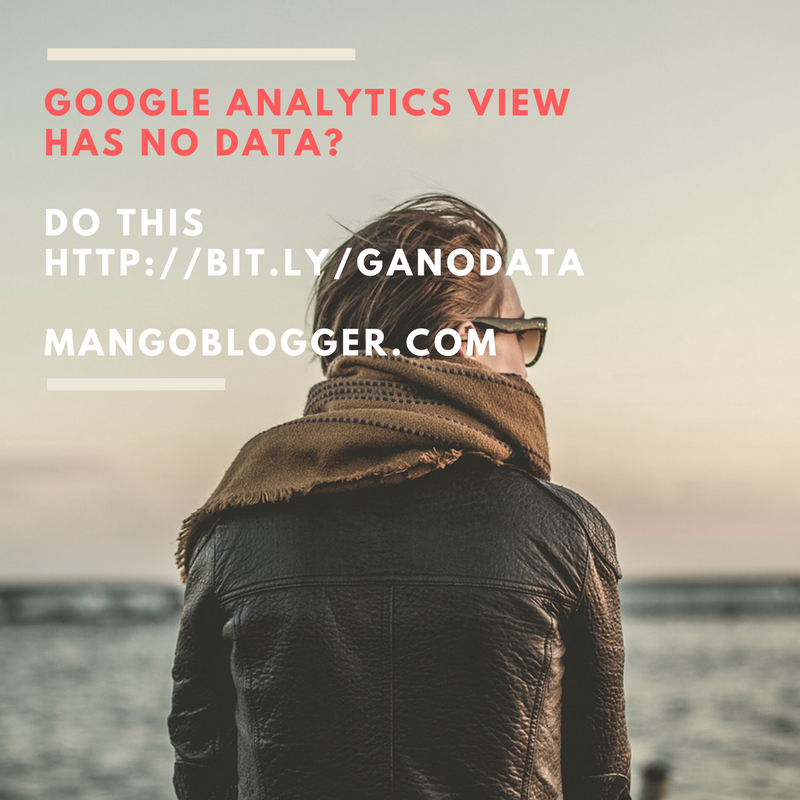 GOOGLE ANALYTICS VIEW
HAS NO DATA?
DO THIS
HTTP://BIT.LY/GANODATA
MANGOBLOGGER.COM